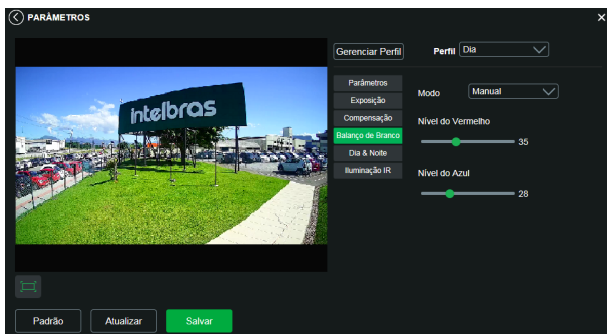 PARÂMETROS
Gerenciar Perfil
Perfil Dia
intelbras
Parâmetros
Exposição
Compensação
Balanço de Branco
Dia & Noite
Iluminação IR
Modo Manual
Nível do Vermelho
35
Nível do Azul
28
Padrão
Atualizar
Salvar